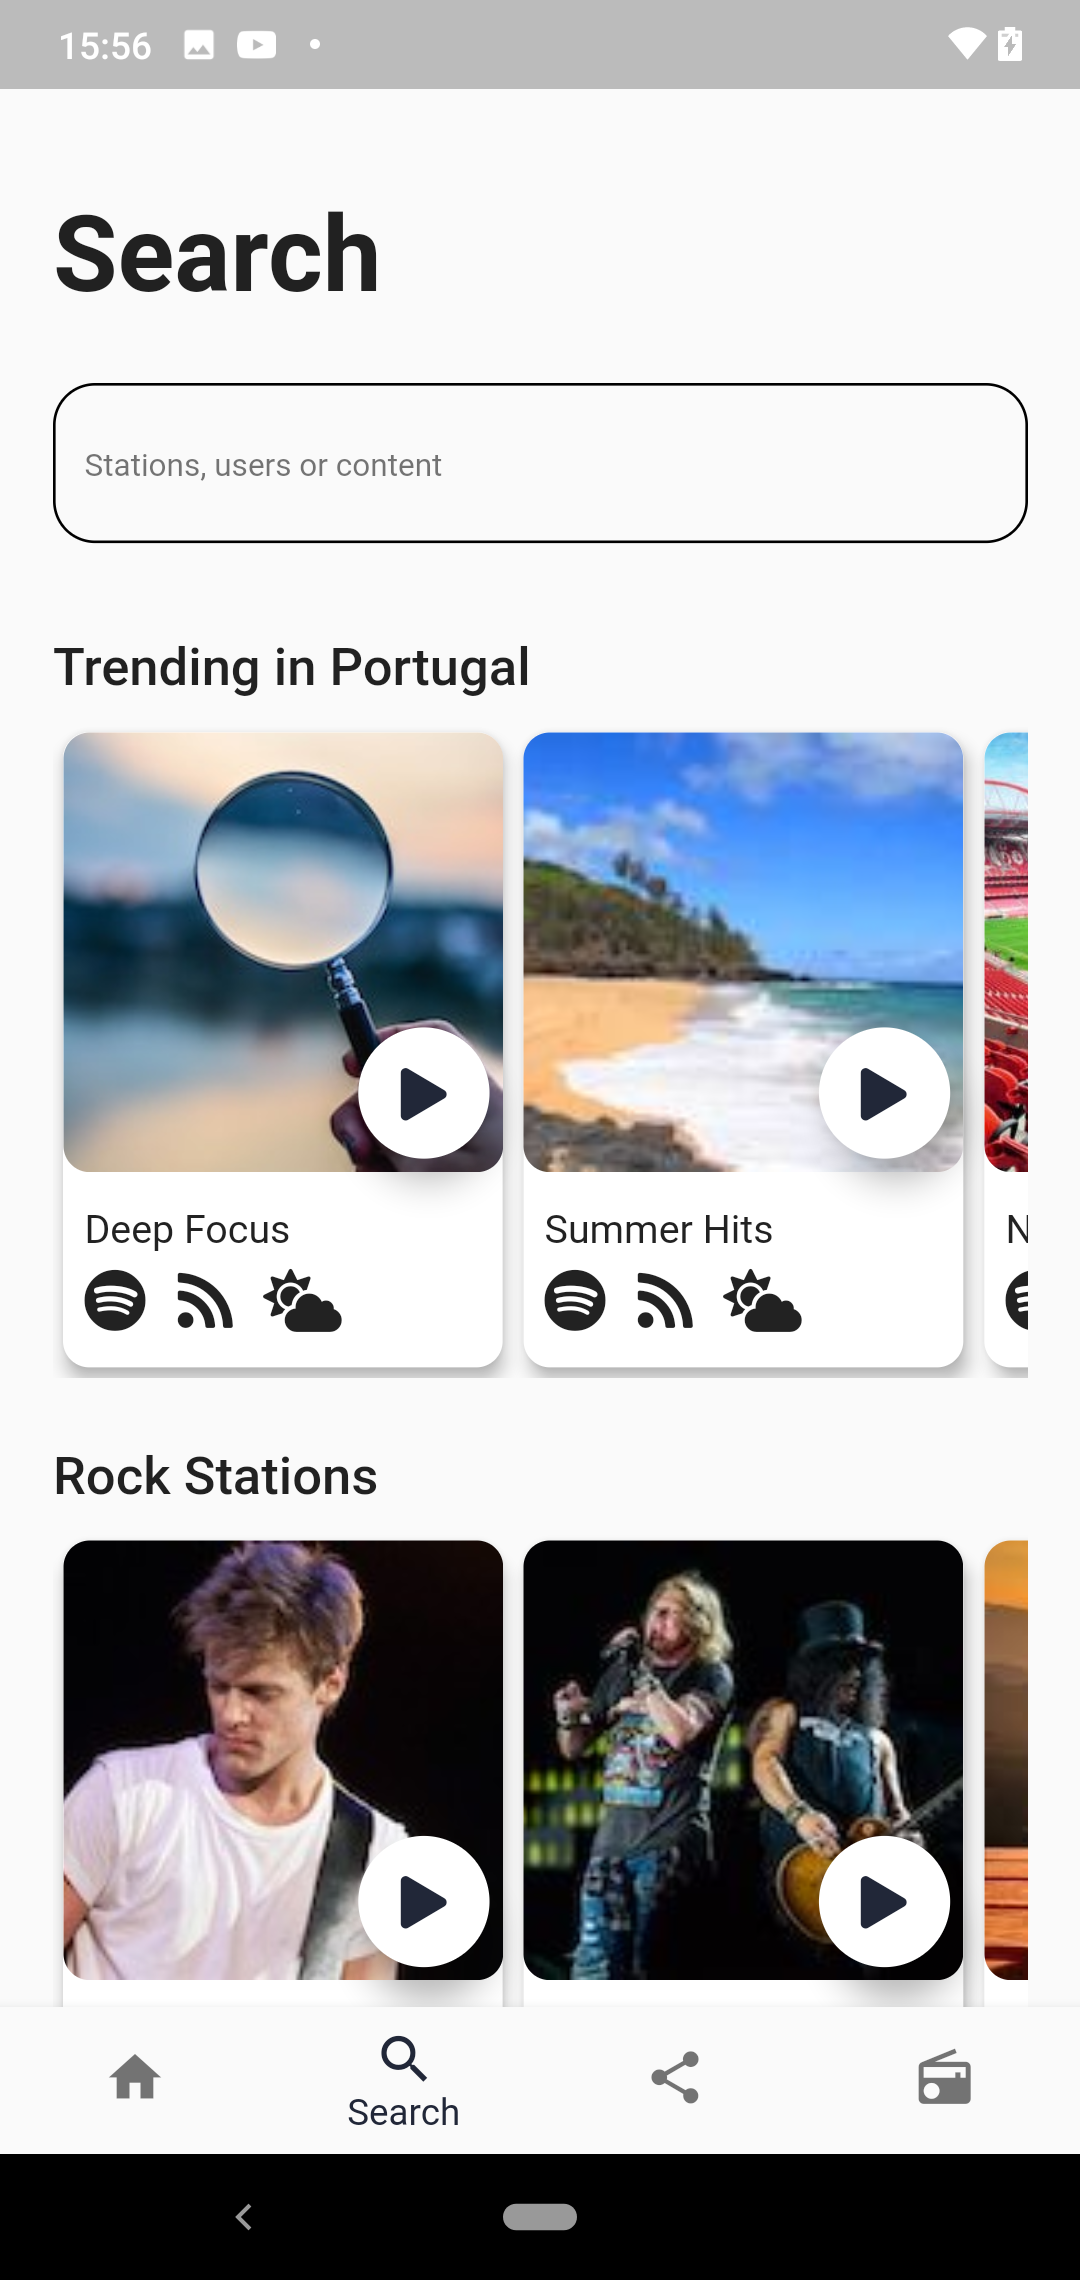 15:56
Search
Stations, users or content
Trending in Portugal
Deep Focus
Summer Hits
N
Rock Stations
Search